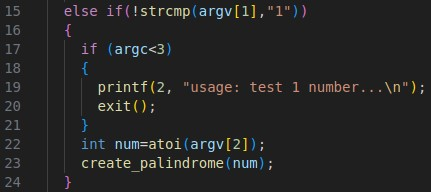 15 else if(!strcmp(argv[1],"1"))
16 {
17 if (argc<3)
18 {
19 printf(2, "usage: test 1 number...\n");
20 exit();
21 }
22 int num=atoi(argv[2]);
23 create_palindrome(num);
24 }